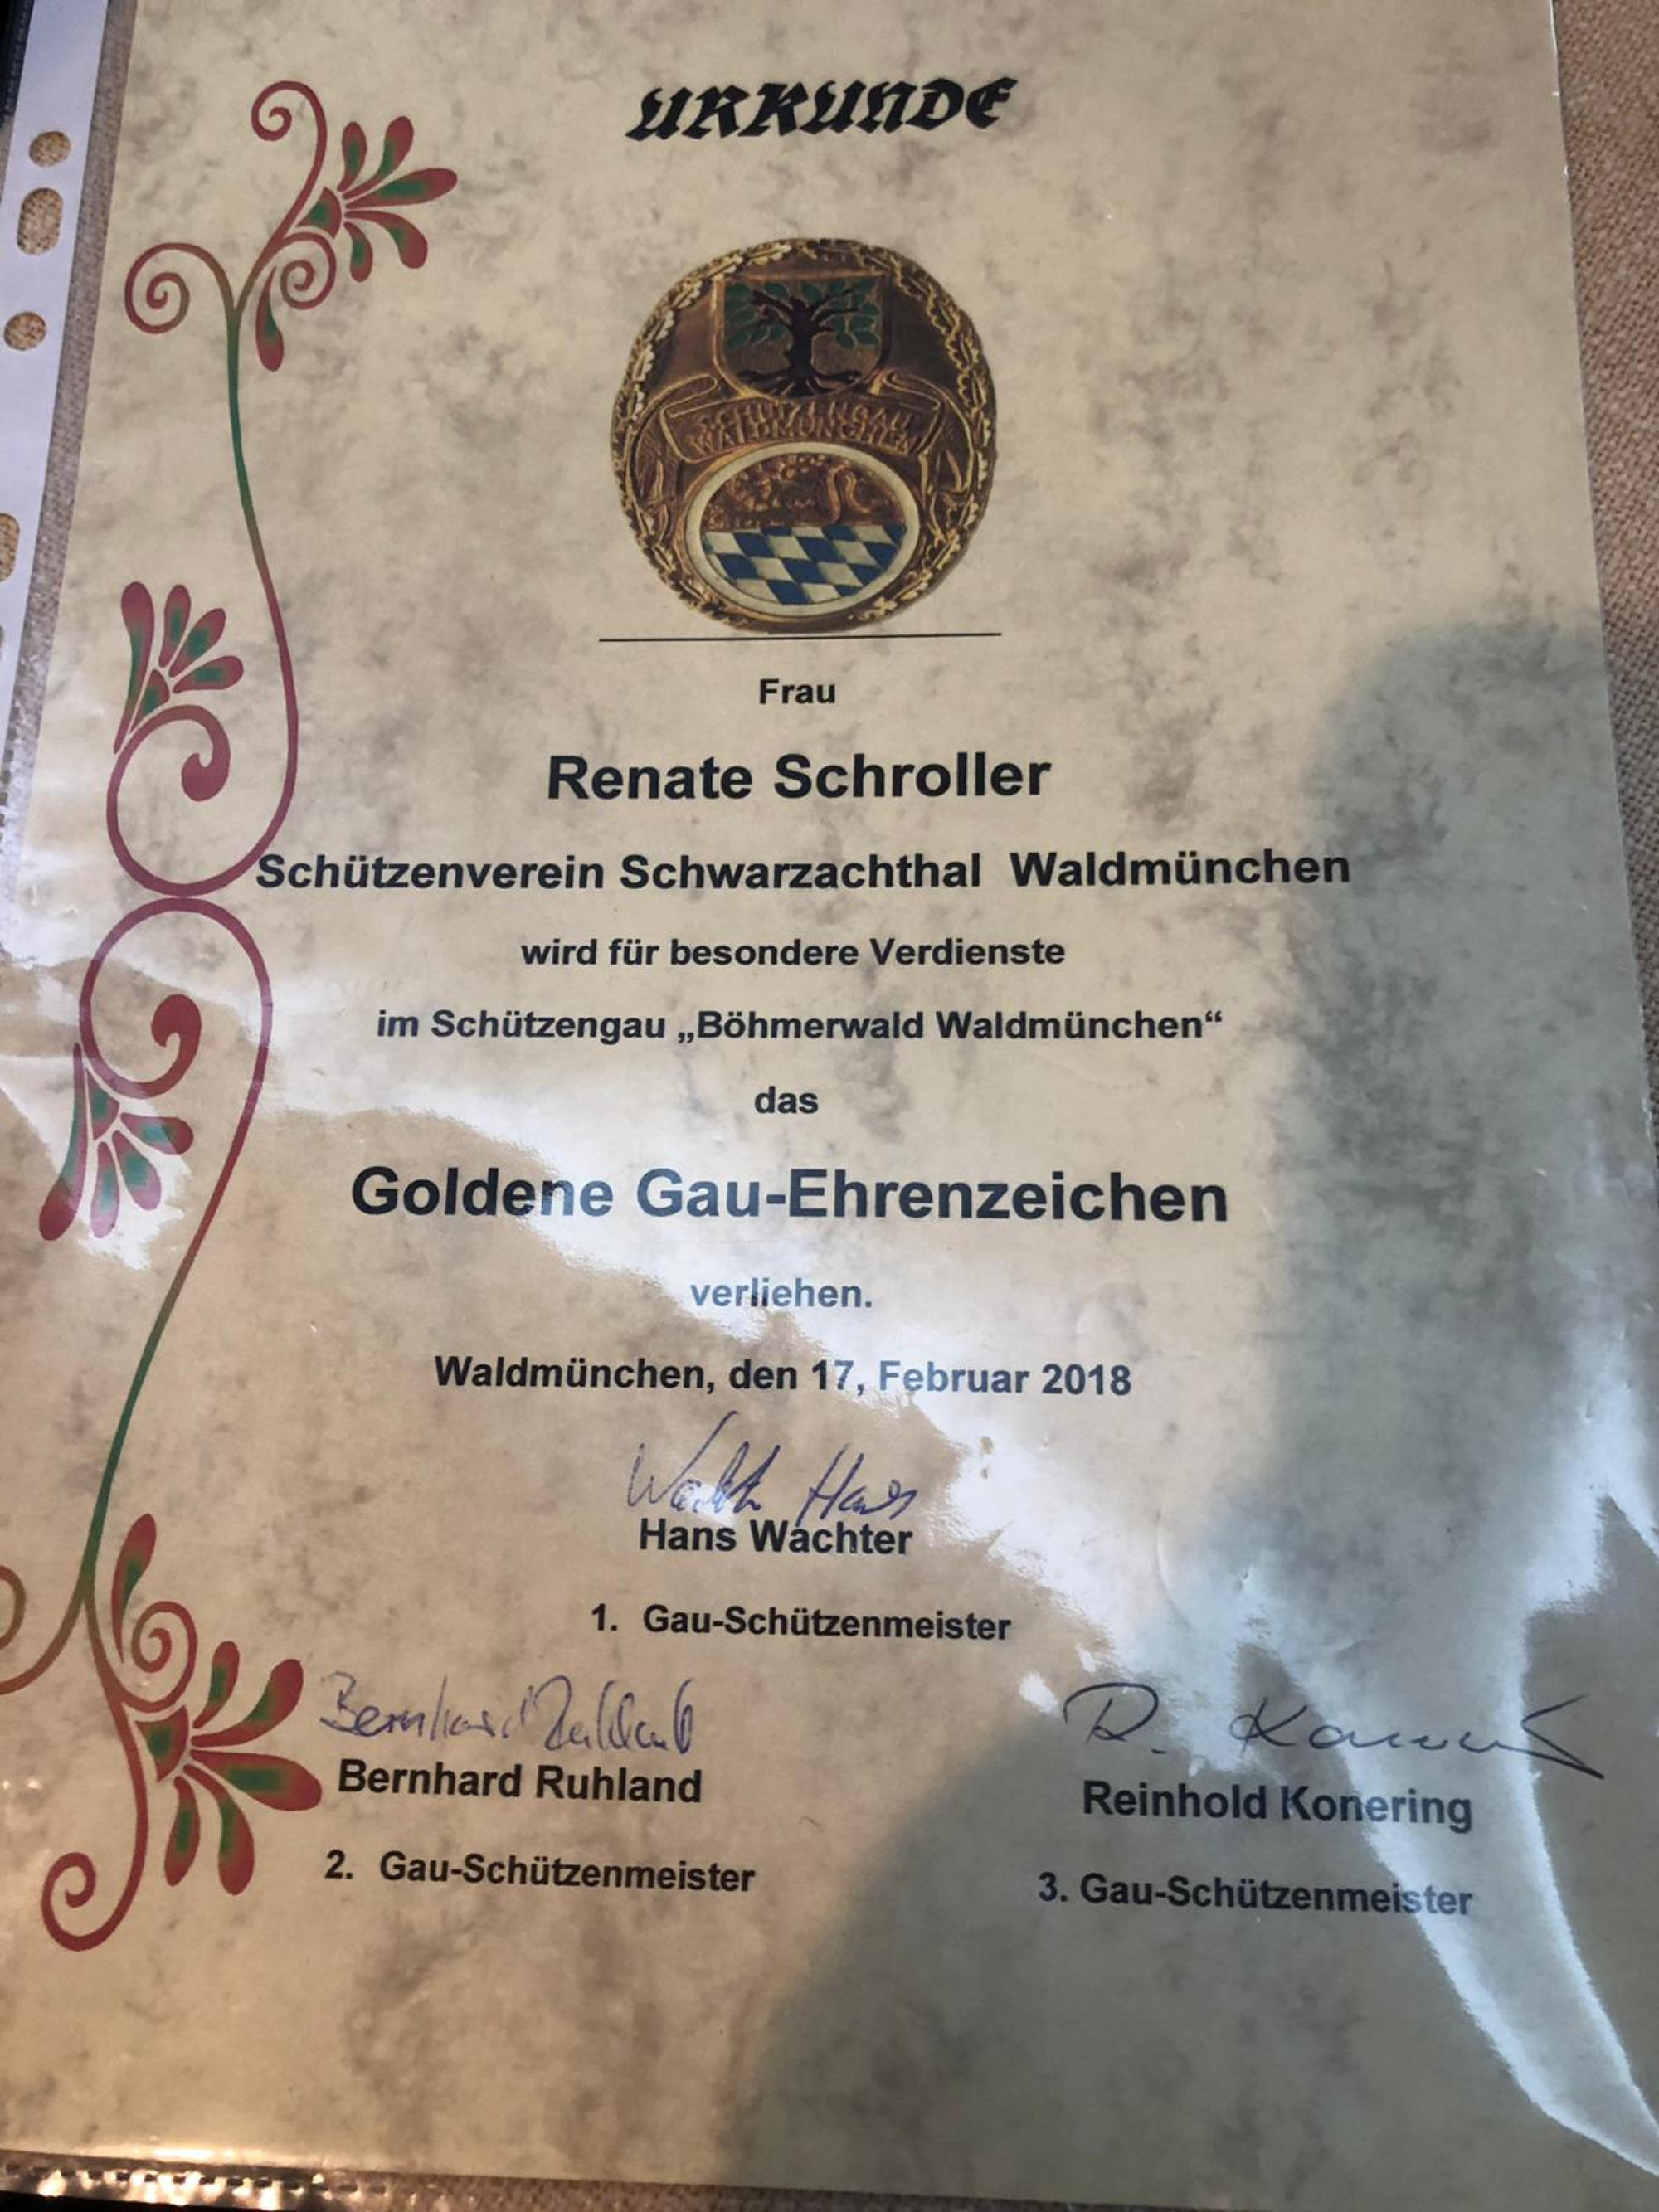 URKUNDE
SCHÜTZENGAU
WALDMÜNCHEN
Frau
Renate Schroller
Schützenverein Schwarzachthal Waldmünchen
wird für besondere Verdienste
im Schützengau „Böhmerwald Waldmünchen“
das
Goldene Gau-Ehrenzeichen
verliehen.
Waldmünchen, den 17, Februar 2018
Hans
Hans Wachter
1. Gau-Schützenmeister
Bernhard Ruhland
Bernhard Ruhland
2. Gau-Schützenmeister
R.
Reinhold Konering
3. Gau-Schützenmeister